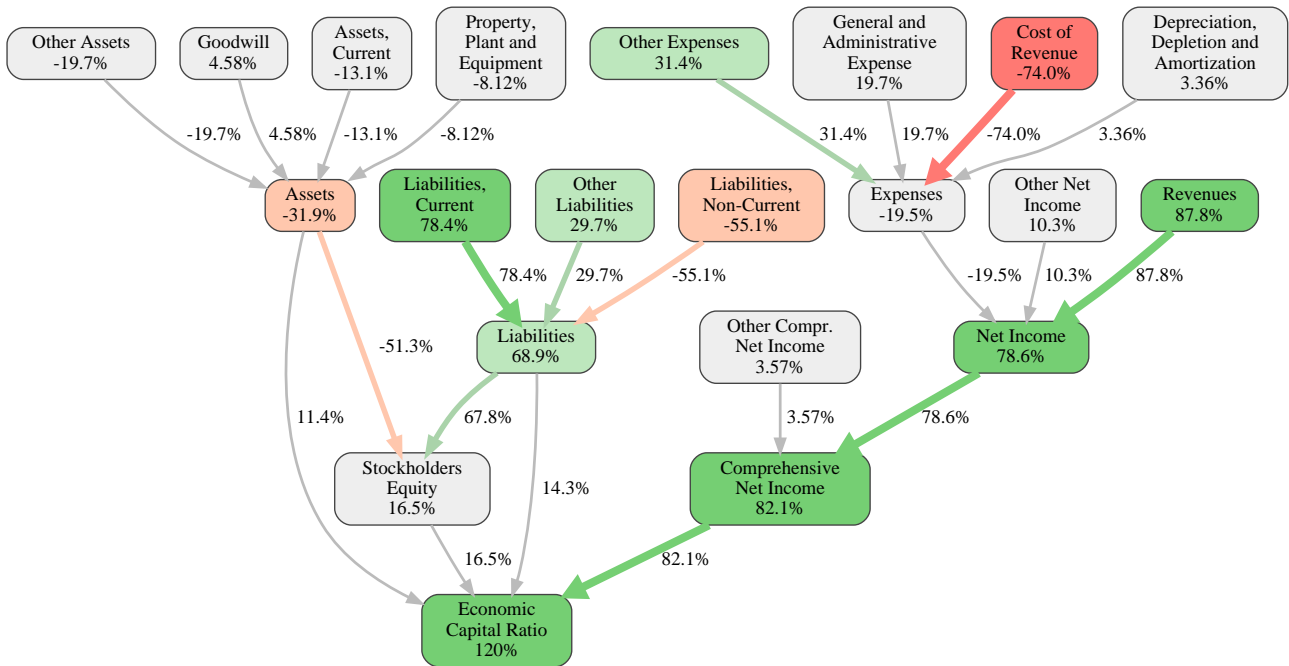 Other Assets
-19.7%
Goodwill
4.58%
Assets,
Current
-13.1%
Property,
Plant and
Equipment
-8.12%
Other Expenses
31.4%
General and
Administrative
Expense
19.7%
Cost of
Revenue
-74.0%
Depreciation,
Depletion and
Amortization
3.36%
-19.7%
4.58%
-13.1%
-8.12%
31.4%
19.7%
-74.0%
3.36%
Assets
-31.9%
Liabilities,
Current
78.4%
Other
Liabilities
29.7%
Liabilities,
Non-Current
-55.1%
Expenses
-19.5%
Other Net
Income
10.3%
Revenues
87.8%
78.4%
29.7%
-55.1%
-19.5%
10.3%
87.8%
-51.3%
Liabilities
68.9%
Other Compr.
Net Income
3.57%
Net Income
78.6%
11.4%
67.8%
3.57%
78.6%
Stockholders
Equity
16.5%
14.3%
Comprehensive
Net Income
82.1%
16.5%
82.1%
Economic
Capital Ratio
120%